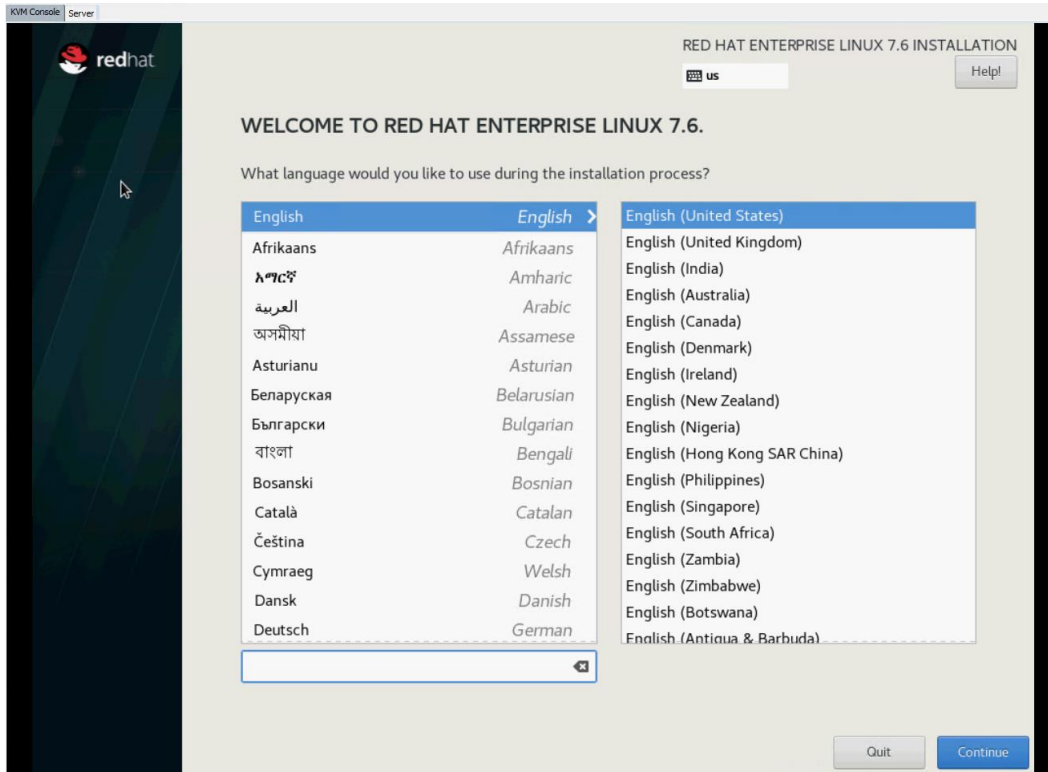 KVM Console Server
redhat
RED HAT ENTERPRISE LINUX 7.6 INSTALLATION
us
Help!
WELCOME TO RED HAT ENTERPRISE LINUX 7.6.
What language would you like to use during the installation process?
English English
Afrikaans Afrikaans
አማርኛ Amharic
العربية Arabic
অসমীয়া Assamese
Asturianu Asturian
Беларуская Belarusian
Български Bulgarian
বাংলা Bengali
Bosanski Bosnian
Català Catalan
Čeština Czech
Cymraeg Welsh
Dansk Danish
Deutsch German
English (United States)
English (United Kingdom)
English (India)
English (Australia)
English (Canada)
English (Denmark)
English (Ireland)
English (New Zealand)
English (Nigeria)
English (Hong Kong SAR China)
English (Philippines)
English (Singapore)
English (South Africa)
English (Zambia)
English (Zimbabwe)
English (Botswana)
English (Antigua & Barbuda)
Quit
Continue